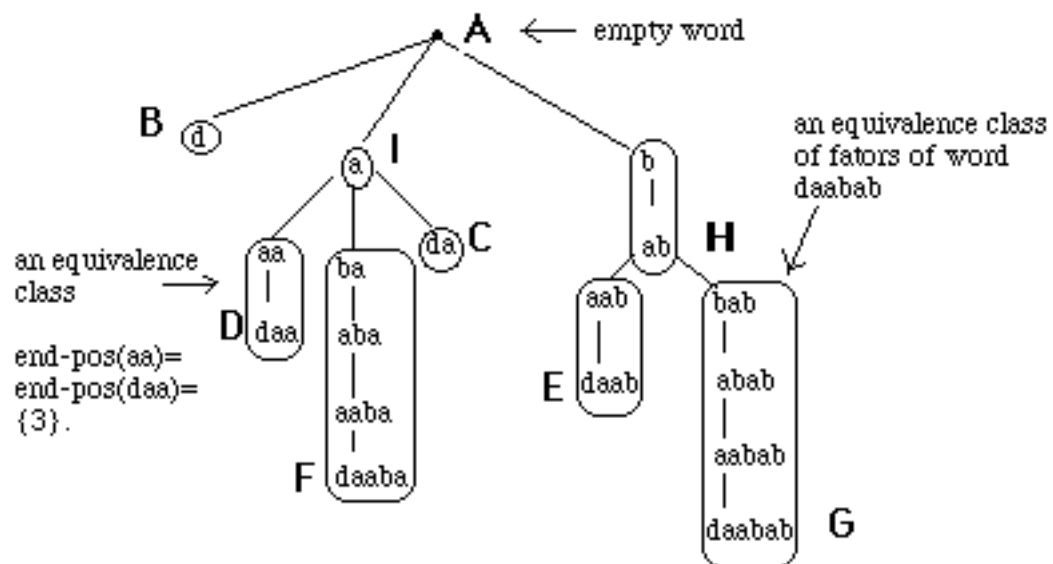 A
empty word
B
d
a
I
b
ab
H
an equivalence class
of fators of word
daabab
da
C
an equivalence
class
D
aa
daa
end-pos(aa)=
end-pos(daa)=
{3}.
ba
aba
aaba
daaba
F
aab
daab
E
bab
abab
aabab
daabab
G